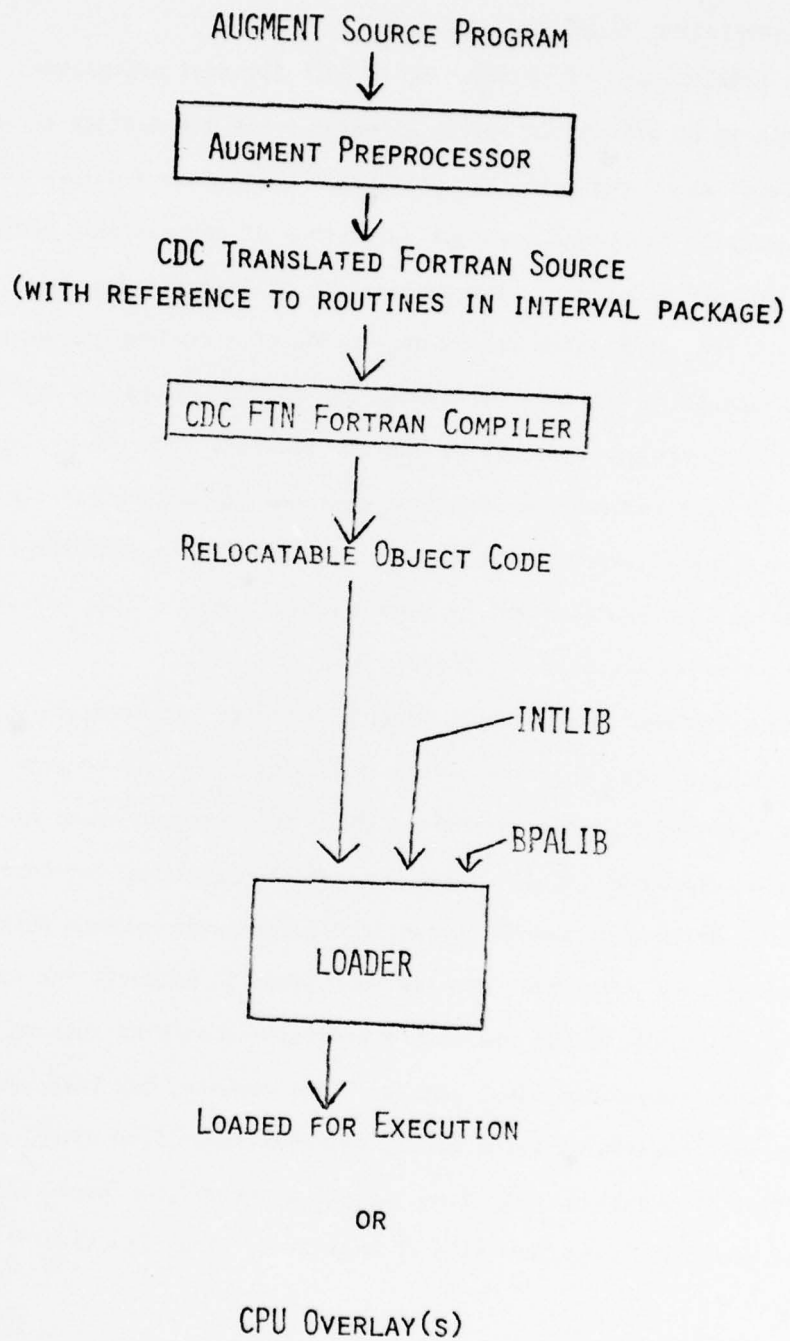 AUGMENT SOURCE PROGRAM
AUGMENT PREPROCESSOR
CDC TRANSLATED FORTRAN SOURCE
(WITH REFERENCE TO ROUTINES IN INTERVAL PACKAGE)
CDC FTN FORTRAN COMPILER
RELOCATABLE OBJECT CODE
INTLIB
BPALIB
LOADER
LOADED FOR EXECUTION
OR
CPU OVERLAY(S)